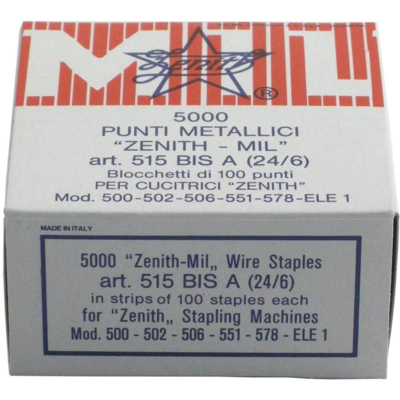 MIL
Zenith
®
5000
PUNTI METALLICI
"ZENITH - MIL"
art. 515 BIS A (24/6)
Blocchetti di 100 punti
PER CUCITRICI "ZENITH"
Mod. 500-502-506-551-578-ELE 1
MADE IN ITALY
5000 "Zenith-Mil„ Wire Staples
art. 515 BIS A (24/6)
in strips of 100 staples each
for "Zenith„ Stapling Machines
Mod. 500 - 502 - 506 - 551 - 578 - ELE 1